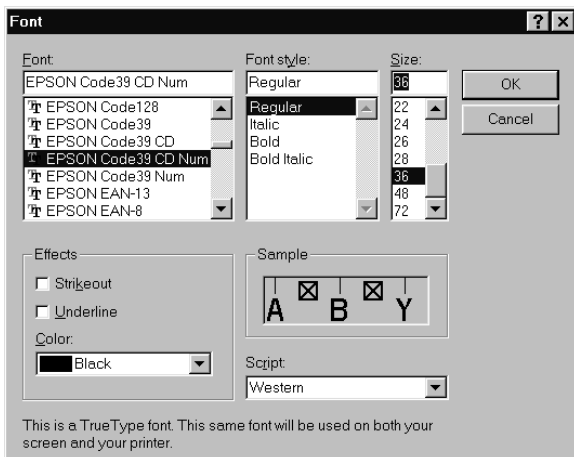 Font
Font:
EPSON Code39 CD Num
EPSON Code128
EPSON Code39
EPSON Code39 CD
EPSON Code39 CD Num
EPSON Code39 Num
EPSON EAN-13
EPSON EAN-8
Font style:
Regular
Regular
Italic
Bold
Bold Italic
Size:
36
22
24
26
28
36
48
72
OK
Cancel
Effects
Strikeout
Underline
Color:
Black
Sample
A B Y
Script:
Western
This is a TrueType font. This same font will be used on both your
screen and your printer.